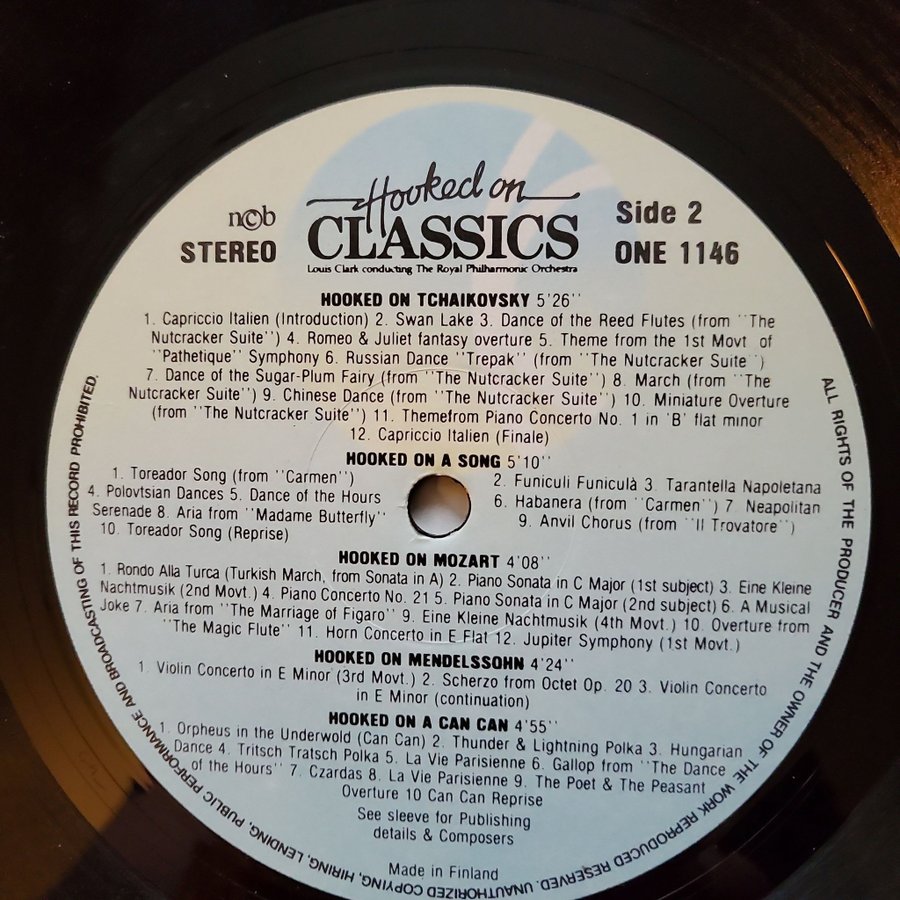 Hooked on
CLASSICS
Louis Clark conducting The Royal Philharmonic Orchestra
n©b
STEREO
Side 2
ONE 1146
HOOKED ON TCHAIKOVSKY 5'26''
1. Capriccio Italien (Introduction) 2. Swan Lake 3. Dance of the Reed Flutes (from ''The
Nutcracker Suite'') 4. Romeo & Juliet fantasy overture 5. Theme from the 1st Movt of
''Pathetique'' Symphony 6. Russian Dance ''Trepak'' (from ''The Nutcracker Suite'')
7. Dance of the Sugar-Plum Fairy (from ''The Nutcracker Suite'') 8. March (from ''The
Nutcracker Suite'') 9. Chinese Dance (from ''The Nutcracker Suite'') 10. Miniature Overture
(from ''The Nutcracker Suite'') 11. Themefrom Piano Concerto No. 1 in 'B' flat minor
12. Capriccio Italien (Finale)
HOOKED ON A SONG 5'10''
1. Toreador Song (from ''Carmen'') 2. Funiculi Funiculà 3. Tarantella Napoletana
4. Polovtsian Dances 5. Dance of the Hours 6. Habanera (from ''Carmen'') 7. Neapolitan
Serenade 8. Aria from ''Madame Butterfly'' 9. Anvil Chorus (from ''Il Trovatore'')
10. Toreador Song (Reprise)
HOOKED ON MOZART 4'08''
1. Rondo Alla Turca (Turkish March, from Sonata in A) 2. Piano Sonata in C Major (1st subject) 3. Eine Kleine
Nachtmusik (2nd Movt.) 4. Piano Concerto No. 21 5. Piano Sonata in C Major (2nd subject) 6. A Musical
Joke 7. Aria from ''The Marriage of Figaro'' 9. Eine Kleine Nachtmusik (4th Movt.) 10. Overture from
''The Magic Flute'' 11. Horn Concerto in E Flat 12. Jupiter Symphony (1st Movt.)
HOOKED ON MENDELSSOHN 4'24''
1. Violin Concerto in E Minor (3rd Movt.) 2. Scherzo from Octet Op. 20 3. Violin Concerto
in E Minor (continuation)
HOOKED ON A CAN CAN 4'55''
1. Orpheus in the Underwold (Can Can) 2. Thunder & Lightning Polka 3. Hungarian
Dance 4. Tritsch Tratsch Polka 5. La Vie Parisienne 6. Gallop from ''The Dance
of the Hours'' 7. Czardas 8. La Vie Parisienne 9. The Poet & The Peasant
Overture 10 Can Can Reprise
See sleeve for Publishing
details & Composers
Made in Finland
ALL RIGHTS OF THE PRODUCER AND THE OWNER OF THE WORK REPRODUCED RESERVED. UNAUTHORIZED COPYING, HIRING, LENDING, PUBLIC PERFORMANCE AND BROADCASTING OF THIS RECORD PROHIBITED.